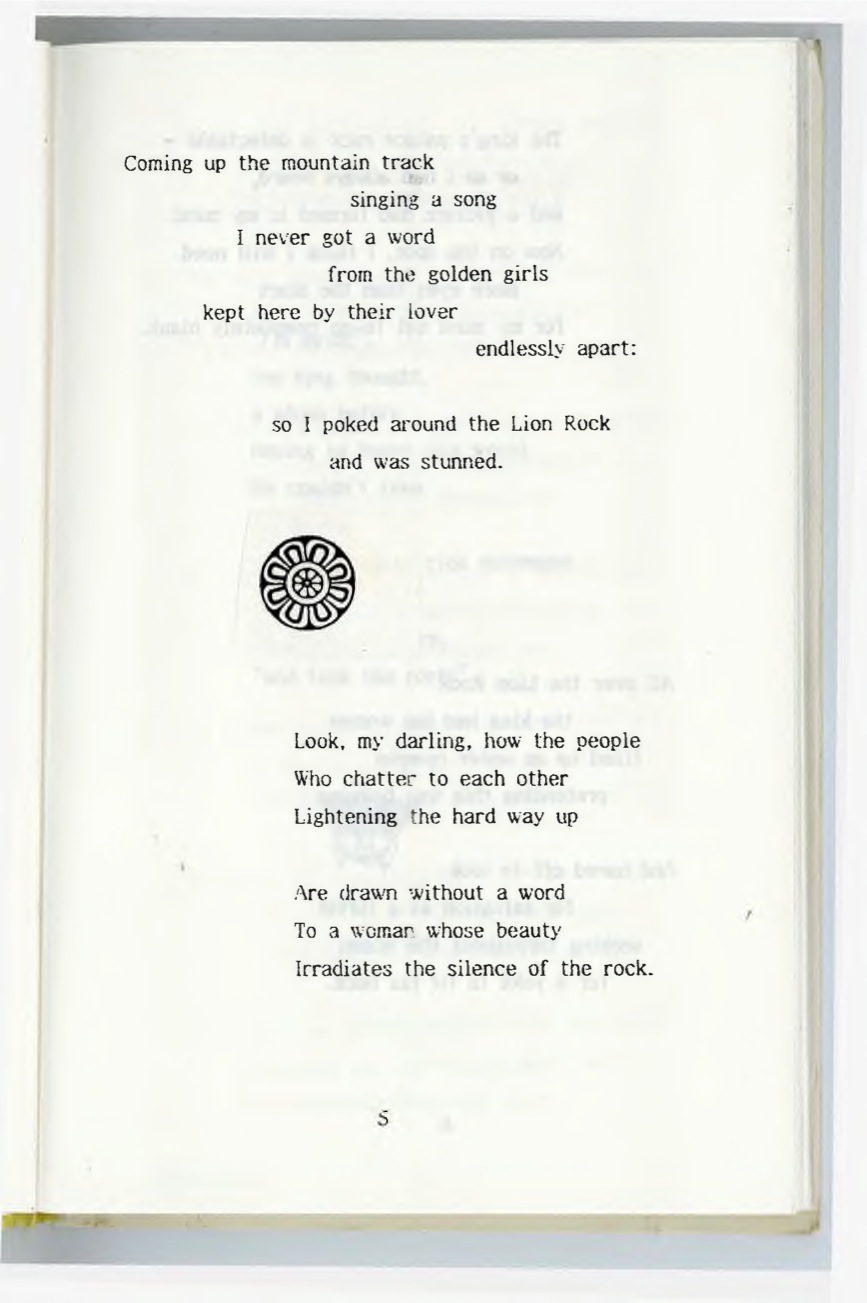 Coming up the mountain track
singing a song
I never got a word
from the golden girls
kept here by their lover
endlessly apart:
so I poked around the Lion Rock
and was stunned.
Look, my darling, how the people
Who chatter to each other
Lightening the hard way up
Are drawn without a word
To a woman whose beauty
Irradiates the silence of the rock.
5